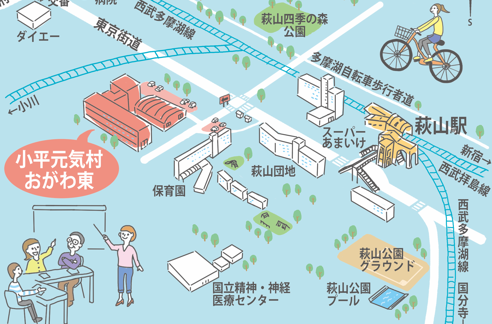 交番
病院
ダイエー
東京街道
西武多摩湖線
萩山四季の森
公園
多摩湖自転車歩行者道
S
←小川
小平元気村
おがわ東
スーパー
あまいけ
萩山駅
新宿→
西武拝島線
保育園
萩山団地
西武多摩湖線
国分寺
国立精神・神経
医療センター
萩山公園
グラウンド
萩山公園
プール